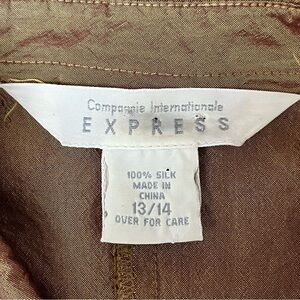 Compagnie Internationale
EXPRESS
100% SILK
MADE IN
CHINA
13/14
OVER FOR CARE